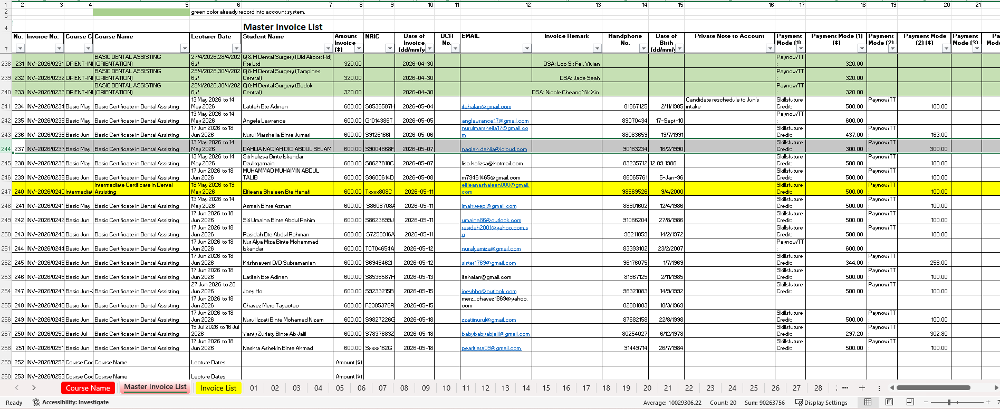 2 3 4 5 6 7 8 9 10 11 12 13 14 15 16 17 18 19 20 21
1
2 green color already record into account system.
4 Master Invoice List
No. Invoice No. Course C Course Name Lecturer Date Student Name Amount Invoice ($) NRIC Date of Invoice (dd/mm/y DCR No. EMAIL Invoice Remark Handphone No. Date of Birth (dd/mm/y Private Note to Account Payment Mode (1) Payment Mode (1) ($) Payment Mode (2) Payment Mode (2) ($) Payment Mode (3) Pa Mode
7
238 231 INV-2026/0231 ORIENT-IN BASIC DENTAL ASSISTING (ORIENTATION) 27/4/2026,28/4/202 6,// Q & M Dental Surgery (Old Airport Rd) Pte Ltd 320.00 2026-04-30 DSA: Loo Sit Fei, Vivian Paynow/TT : 320.00
239 232 INV-2026/0232 ORIENT-IN BASIC DENTAL ASSISTING (ORIENTATION) 29/4/2026,30/4/202 6,// Q & M Dental Surgery (Tampines Central) 320.00 2026-04-30 DSA: Jade Seah Paynow/TT : 320.00
240 233 INV-2026/0233 ORIENT-IN BASIC DENTAL ASSISTING (ORIENTATION) 29/4/2026,30/4/202 6,// Q & M Dental Surgery (Bedok Central) 320.00 2026-04-30 DSA: Nicole Cheang Yik Xin Paynow/TT : 320.00
241 234 INV-2026/0234 Basic May Basic Certificate in Dental Assisting 13 May 2026 to 14 May 2026 Latifah Bte Adinan 600.00 S8536587H 2026-05-04 ifahalan@gmail.com 81967125 2/11/1985 Candidate reschedule to Jun's intake Skillsfuture Credit: 500.00 Paynow/TT : 100.00
242 235 INV-2026/0235 Basic May Basic Certificate in Dental Assisting 13 May 2026 to 14 May 2026 Angela Lawrance 600.00 G1014386T 2026-05-05 anglawrance17@gmail.com 89070434 17-Sept-10 Paynow/TT : 600.00
243 236 INV-2026/0236 Basic Jun Basic Certificate in Dental Assisting 17 Jun 2026 to 18 Jun 2026 Nurul Marsheila Binte Jumari 600.00 S9126166I 2026-05-06 nurulmarsheila17@gmail.co m 88083659 19/7/1991 Skillsfuture Credit: 437.00 Paynow/TT : 163.00
244 237 INV-2026/0237 Basic May Basic Certificate in Dental Assisting 13 May 2026 to 14 May 2026 DAHLIA NAQIAH D/O ABDUL SELAM 600.00 S9004868F 2026-05-07 naqiah.dahlia@icloud.com 90183234 16/2/1990 Skillsfuture Credit: 300.00 Paynow/TT : 300.00
245 238 INV-2026/0238 Basic May Basic Certificate in Dental Assisting 13 May 2026 to 14 May 2026 Siti halizsa Binte Iskandar Dzulkqarnain 600.00 S8627810C 2026-05-07 lisa.halizsa@hotmail.com 83235712 12.09.1986 Skillsfuture Credit: 500.00 Paynow/TT : 100.00
246 239 INV-2026/0239 Basic Jun Basic Certificate in Dental Assisting 17 Jun 2026 to 18 Jun 2026 MUHAMMAD MUHAIMIN ABDUL TALIB 600.00 S9600614D 2026-05-08 m79461465@gmail.com 86065761 5-Jan-96 Skillsfuture Credit: 500.00 Paynow/TT : 100.00
247 240 INV-2026/0240 Intermediat Intermediate Certificate in Dental Assisting 18 May 2026 to 19 May 2026 Elfieana Shaleen Bte Hanafi 600.00 Txxxx808C 2026-05-11 elfieanashaleen000@gmail. com 98569526 9/4/2000 Skillsfuture Credit: 500.00 Paynow/TT : 100.00
248 241 INV-2026/0241 Basic May Basic Certificate in Dental Assisting 13 May 2026 to 14 May 2026 Asmah Binte Azman 600.00 S8608708A 2026-05-11 imahyeepi@gmail.com 88901602 12/4/1986 Skillsfuture Credit: 500.00 Paynow/TT : 100.00
249 242 INV-2026/0242 Basic Jun Basic Certificate in Dental Assisting 17 Jun 2026 to 18 Jun 2026 Siti Umaina Binte Abdul Rahim 600.00 S8623699J 2026-05-11 umaina86@outlook.com 91086204 27/8/1986 Skillsfuture Credit: 500.00 Paynow/TT : 100.00
250 243 INV-2026/0243 Basic Jun Basic Certificate in Dental Assisting 17 Jun 2026 to 18 Jun 2026 Rasidah Bte Abdul Rahman 600.00 S7250916A 2026-05-11 rasidah2001@yahoo.com.s g 96211859 14/2/1972 Skillsfuture Credit: 500.00 Paynow/TT : 100.00
251 244 INV-2026/0244 Basic Jun Basic Certificate in Dental Assisting 17 Jun 2026 to 18 Jun 2026 Nur Alya Miza Binte Mohammad Iskandar 600.00 T0704654A 2026-05-12 nuralyamiza@gmail.com 83393102 23/2/2007 Paynow/TT : 600.00
252 245 INV-2026/0245 Basic Jun Basic Certificate in Dental Assisting 17 Jun 2026 to 18 Jun 2026 Krishnaveni D/O Subramanian 600.00 S6946462I 2026-05-12 sister1769@gmail.com 96176075 1/7/1969 Skillsfuture Credit: 344.00 Paynow/TT : 256.00
253 246 INV-2026/0246 Basic Jun Basic Certificate in Dental Assisting 17 Jun 2026 to 18 Jun 2026 Latifah Bte Adinan 600.00 S8536587H 2026-05-13 ifahalan@gmail.com 81967125 2/11/1985 Skillsfuture Credit: 500.00 Paynow/TT : 100.00
254 247 INV-2026/0247 Basic Jun-2 Basic Certificate in Dental Assisting 27 Jun 2026 to 28 Jun 2026 Joey Ho 600.00 S9233215B 2026-05-15 joeyhhq@outlook.com 96321083 14/9/1992 Skillsfuture Credit: 500.00 Paynow/TT : 100.00
255 248 INV-2026/0248 Basic Jun Basic Certificate in Dental Assisting 17 Jun 2026 to 18 Jun 2026 Chavez Merc Tayactac 600.00 F2385378R 2026-05-15 merz_chavez1869@yahoo. com 82881803 18/3/1969
256 249 INV-2026/0249 Basic Jun Basic Certificate in Dental Assisting 17 Jun 2026 to 18 Jun 2026 Nurul Izzati Binte Mohamed Nizam 600.00 S9827226G 2026-05-18 zzatiinurul@gmail.com 87682158 22/8/1998 Skillsfuture Credit: 500.00 Paynow/TT : 100.00
257 250 INV-2026/0250 Basic Jul Basic Certificate in Dental Assisting 15 Jul 2026 to 16 Jul 2026 Yanty Zuriaty Binte Ab Jalil 600.00 S7837683Z 2026-05-18 babybabyabjalil@gmail.com 80254027 6/12/1978 Skillsfuture Credit: 297.20 Paynow/TT : 302.80
258 251 INV-2026/0251 Basic Jun Basic Certificate in Dental Assisting 17 Jun 2026 to 18 Jun 2026 Nashra Ashekin Binte Ahmad 600.00 Sxxxx162G 2026-05-18 pearltiara09@gmail.com 91449714 26/7/1984 Skillsfuture Credit: 500.00 Paynow/TT : 100.00
259 252 INV-2026/0252 Course Coc Course Name Lecture Dates Amount ($)
260 253 INV-2026/0253 Course Coc Course Name Lecture Dates Amount ($)
Course Name Master Invoice List Invoice List 01 02 03 04 05 06 07 08 09 10 11 12 13 14 15 16 17 18 19 20 21 22 23 24 25 26 27 28
Ready Accessibility: Investigate Average: 10029306.22 Count: 20 Sum: 90263756 Display Settings